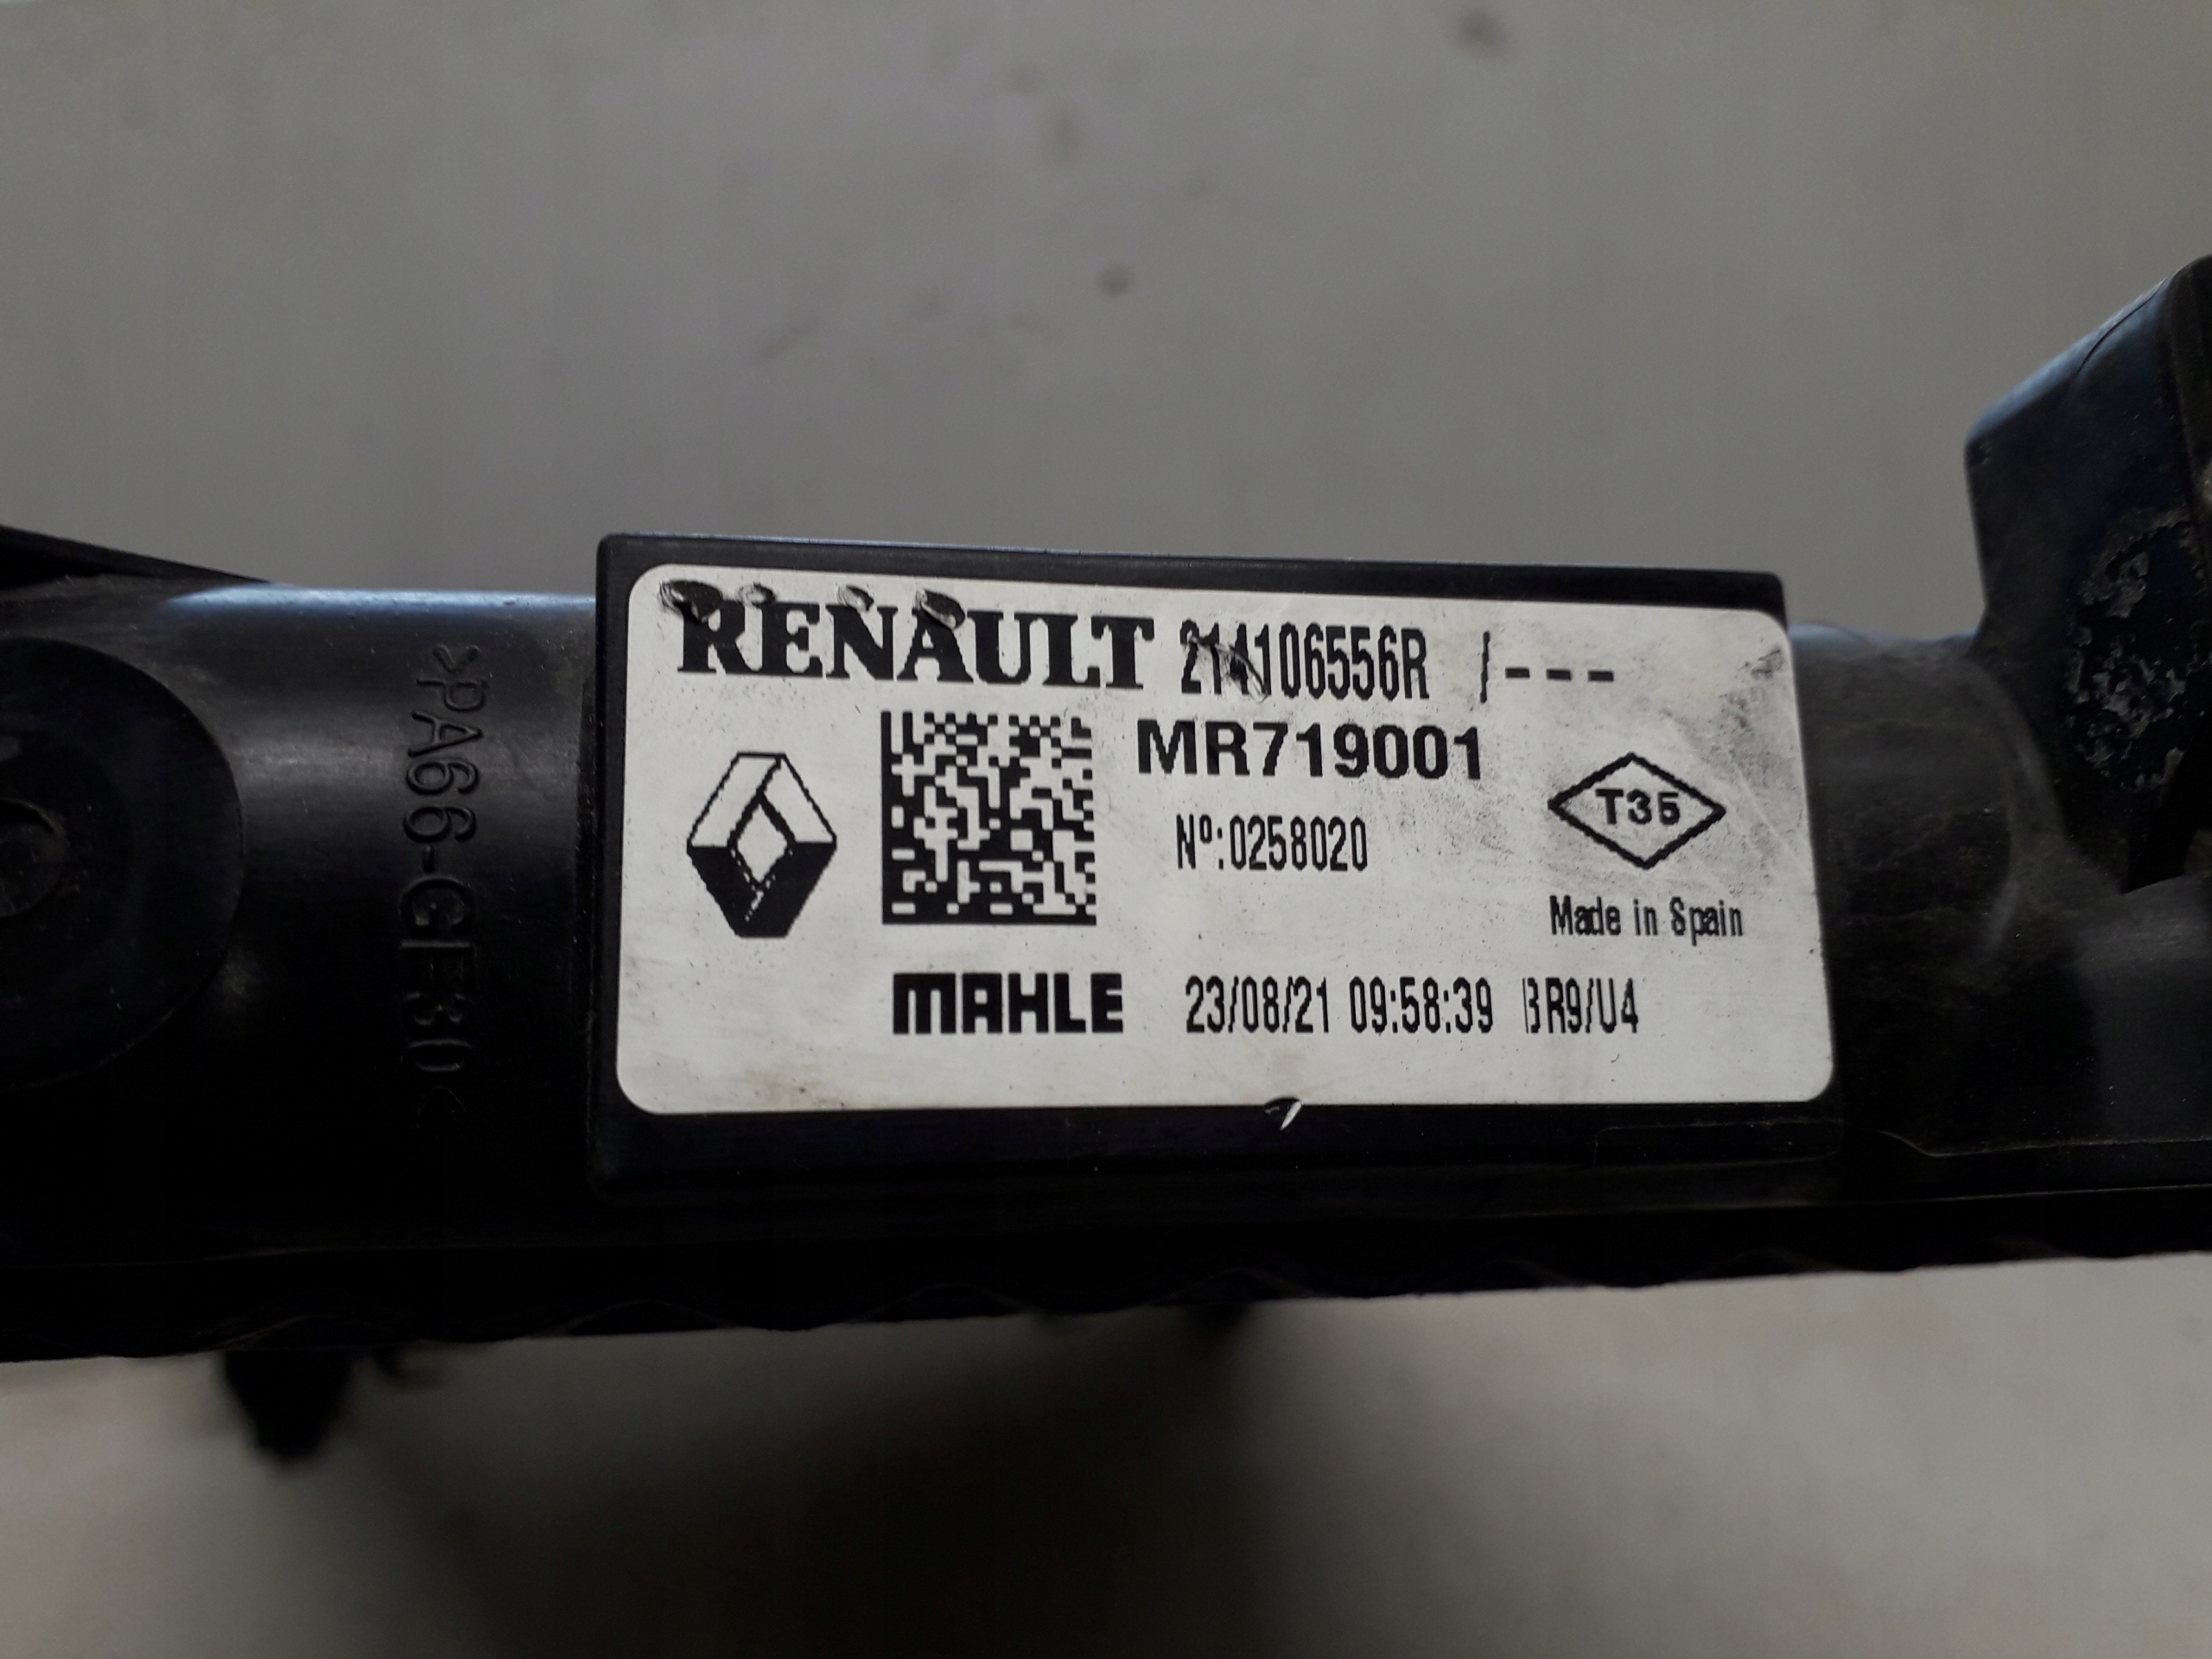 RENAULT 214106556R /---
MR719001
Nº:0258020
T35
Made in Spain
MAHLE 23/08/21 09:58:39 BR9/U4
>PA66-GF30<